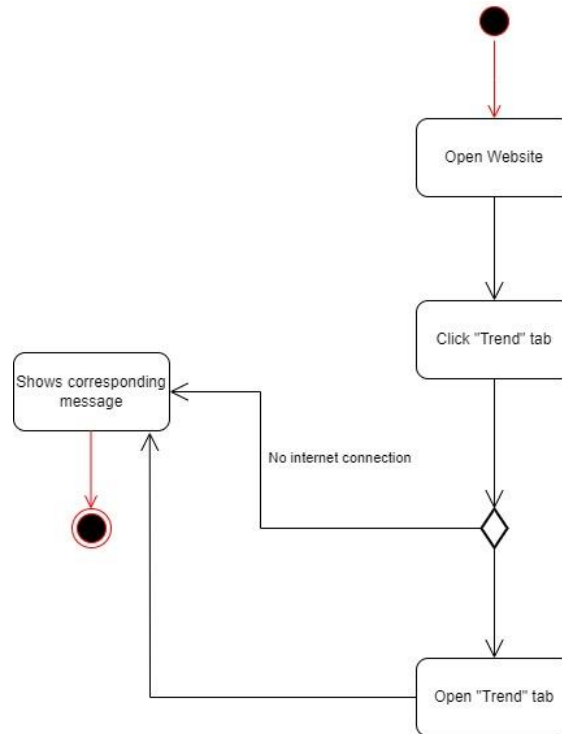 Open Website
Click "Trend" tab
Shows corresponding
message
No internet connection
Open "Trend" tab